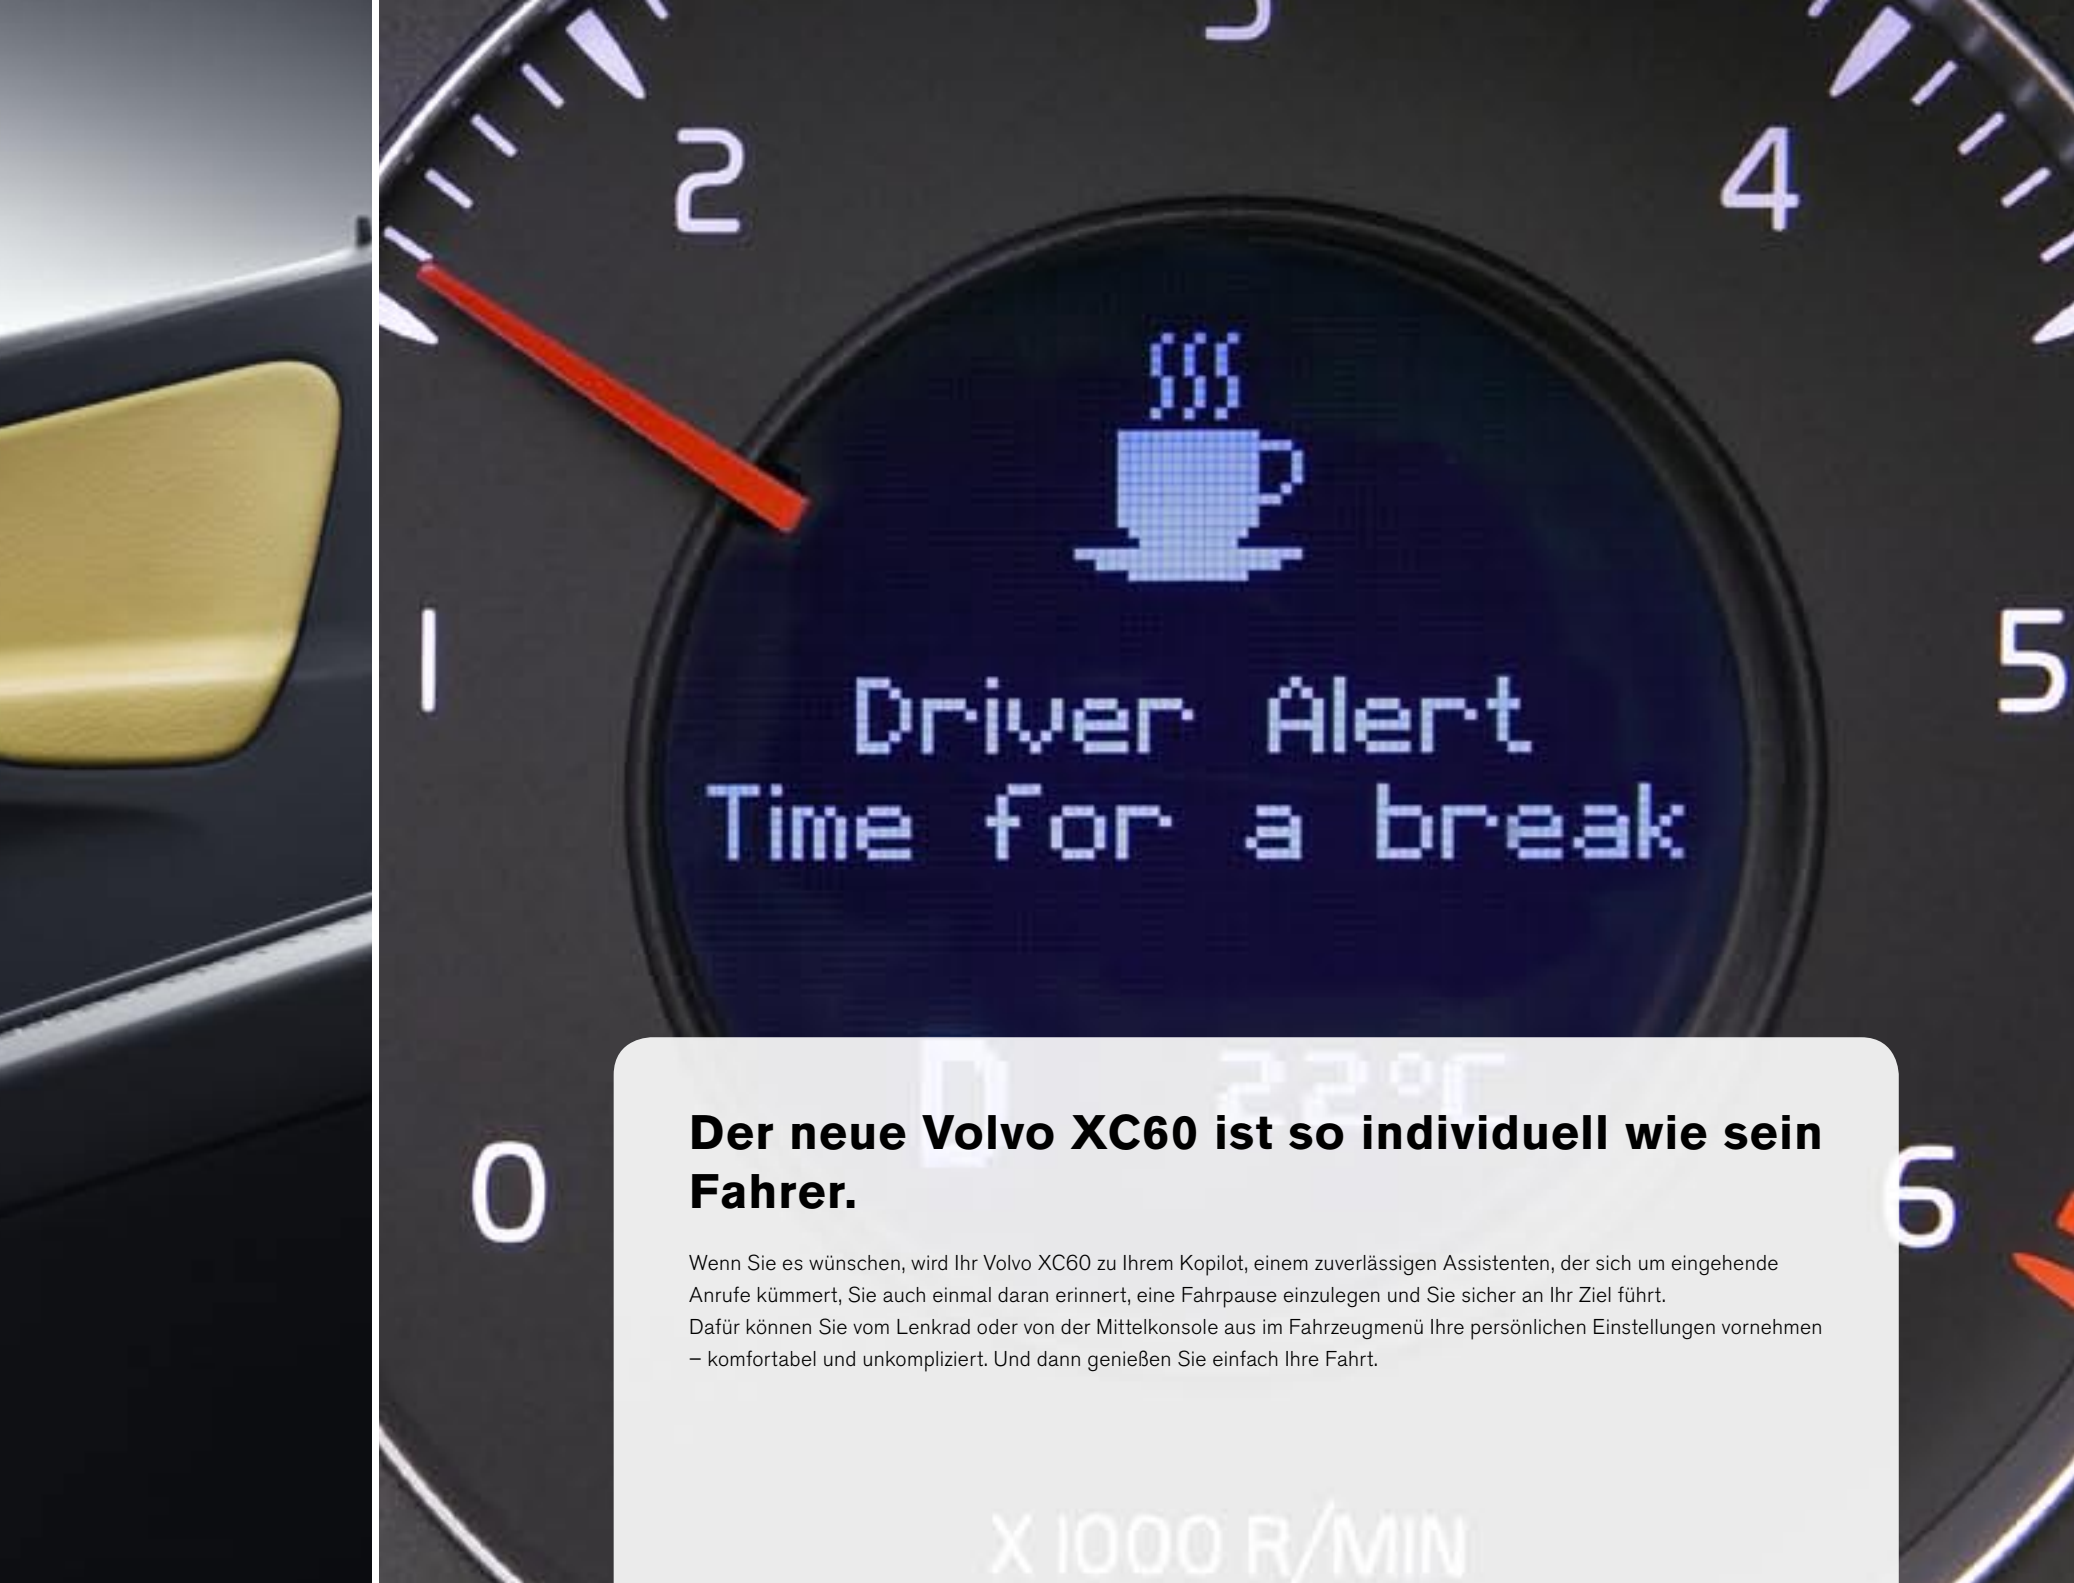 3
2
4
1
5
Driver Alert
Time for a break
D 22°C
0
6
Der neue Volvo XC60 ist so individuell wie sein
Fahrer.
Wenn Sie es wünschen, wird Ihr Volvo XC60 zu Ihrem Kopilot, einem zuverlässigen Assistenten, der sich um eingehende
Anrufe kümmert, Sie auch einmal daran erinnert, eine Fahrpause einzulegen und Sie sicher an Ihr Ziel führt.
Dafür können Sie vom Lenkrad oder von der Mittelkonsole aus im Fahrzeugmenü Ihre persönlichen Einstellungen vornehmen
– komfortabel und unkompliziert. Und dann genießen Sie einfach Ihre Fahrt.
X 1000 R/MIN